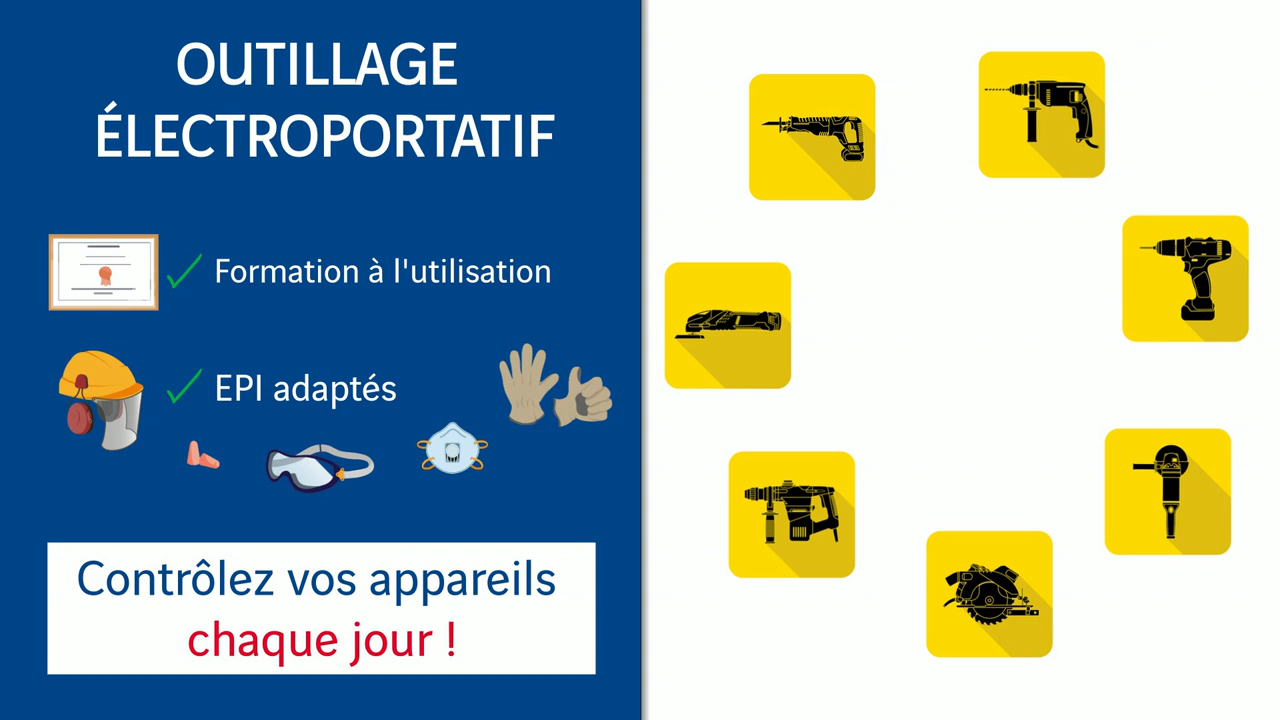 OUTILLAGE
ÉLECTROPORTATIF
Formation à l'utilisation
EPI adaptés
Contrôlez vos appareils
chaque jour !